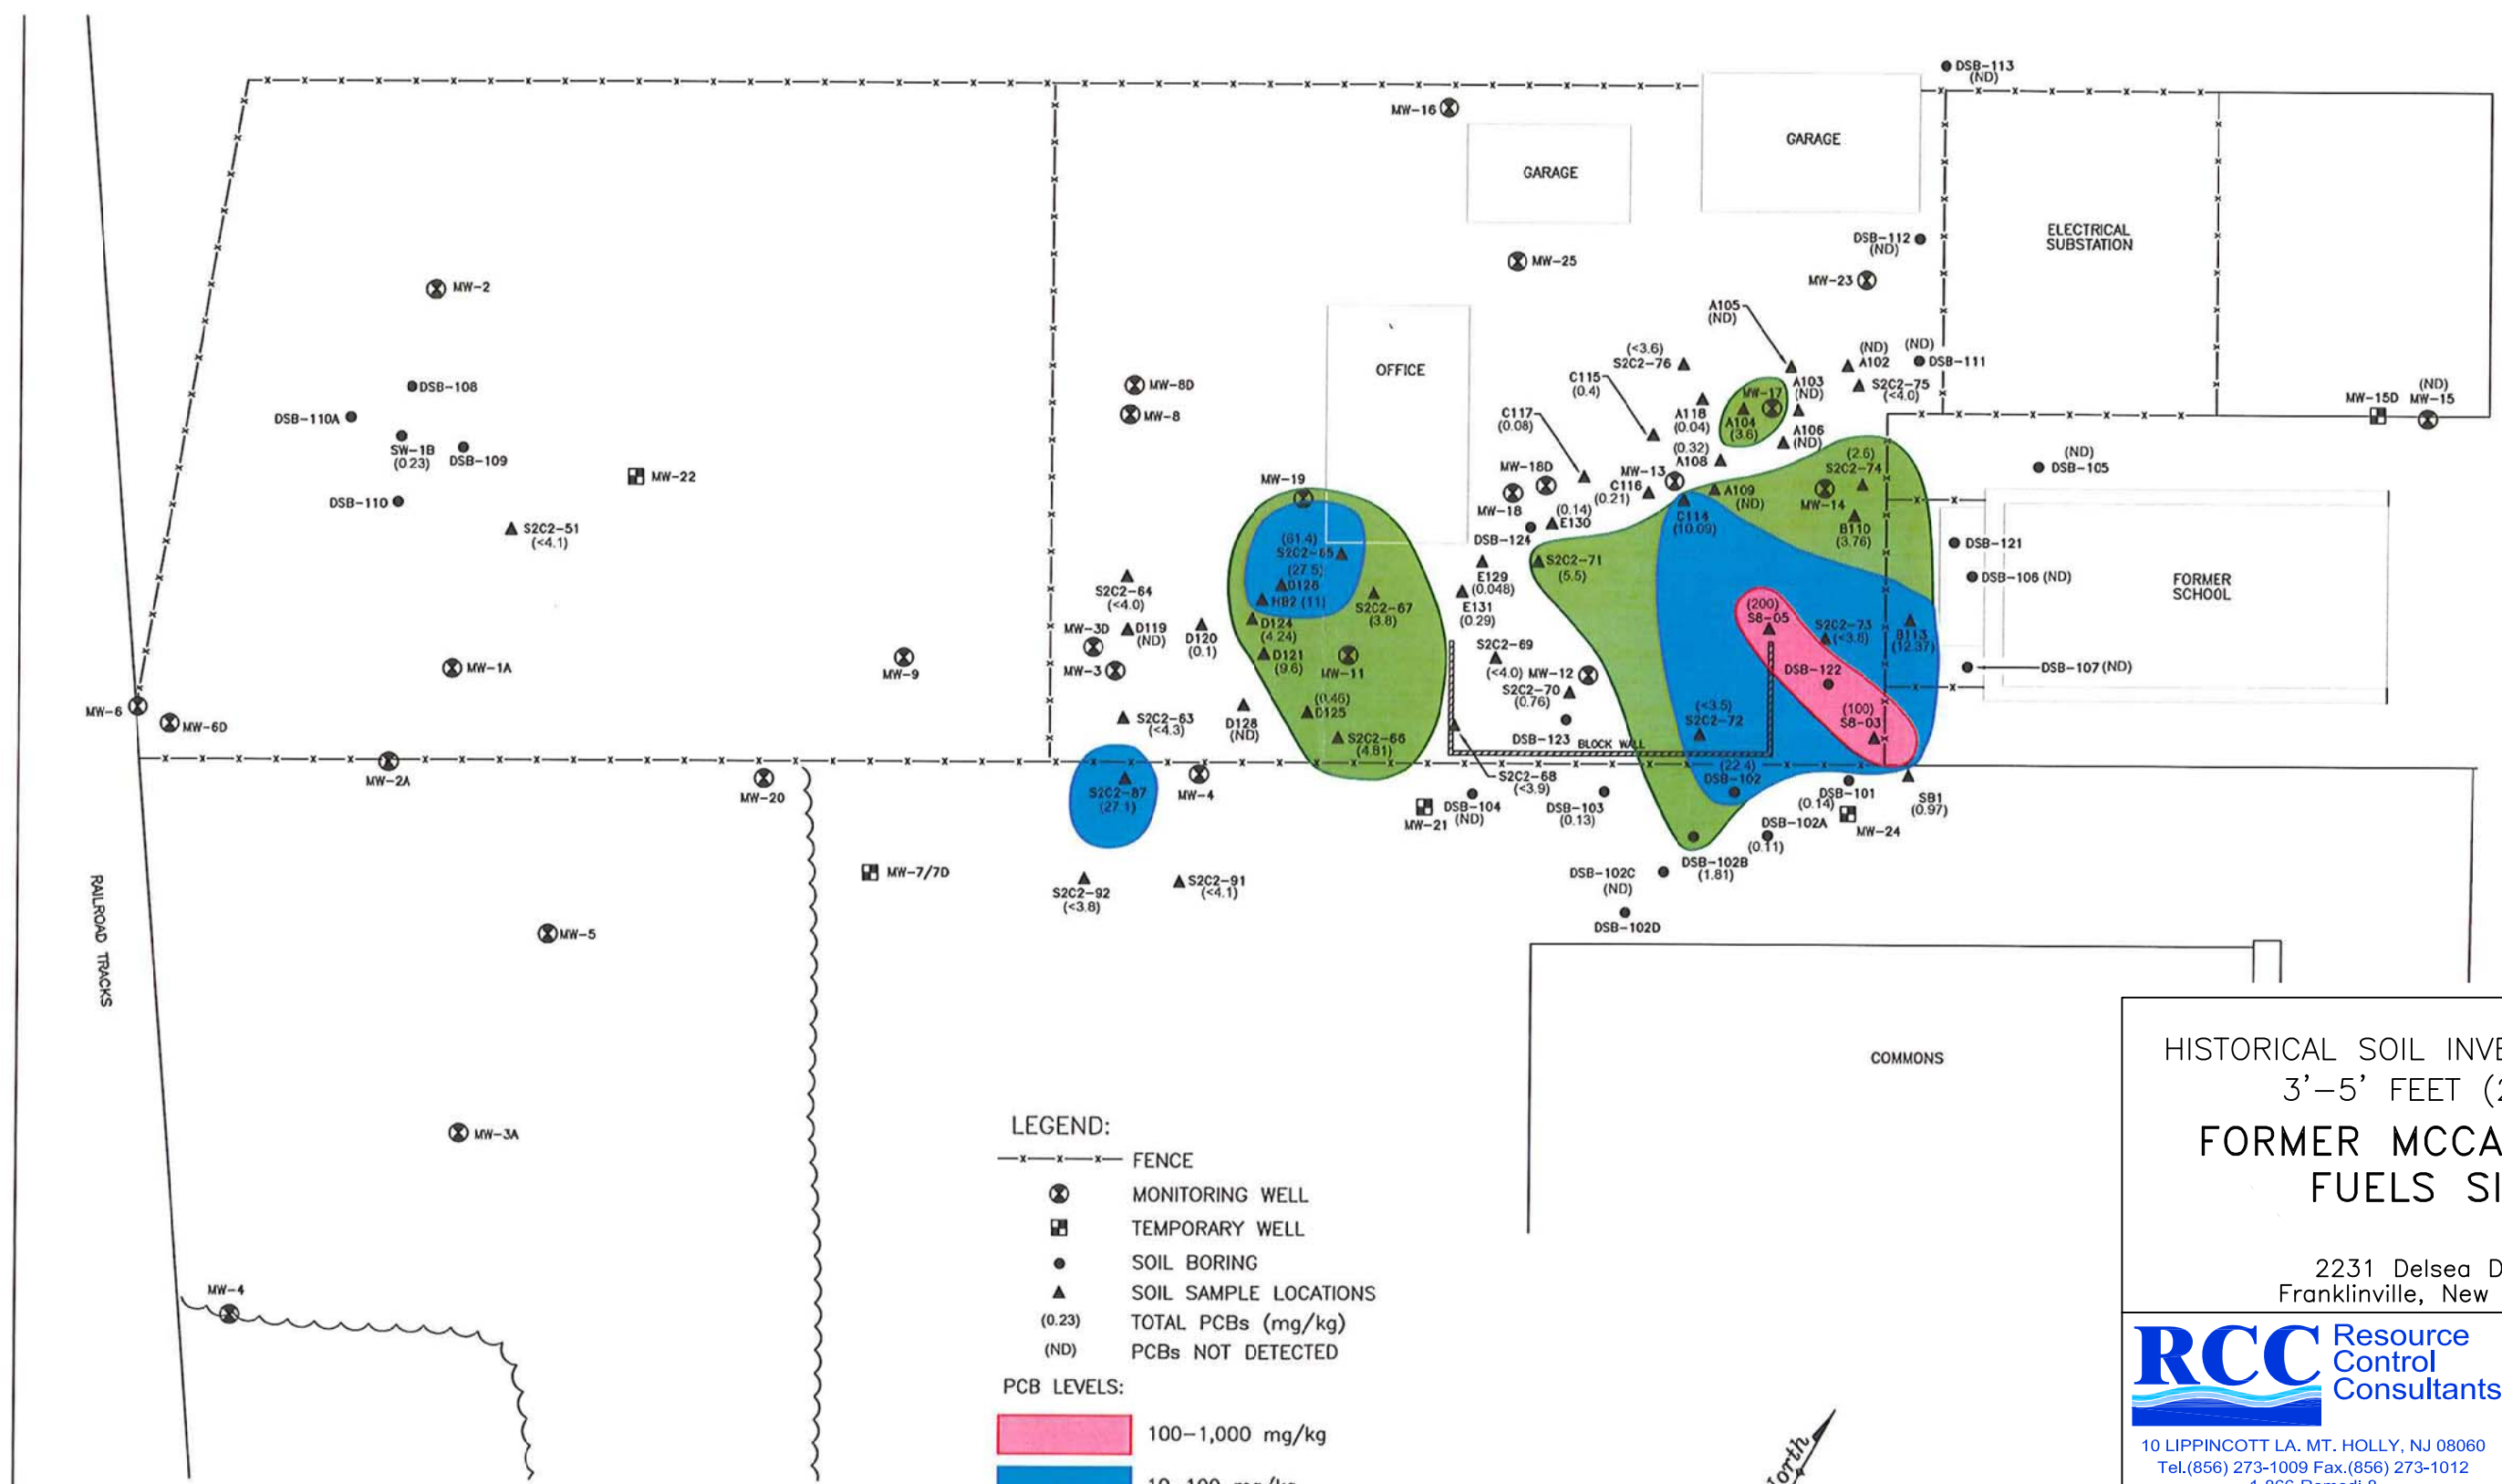 DSB-113
(ND)
MW-16
GARAGE
GARAGE
DSB-112
(ND)
ELECTRICAL
SUBSTATION
MW-25
MW-23
MW-2
A105
(ND)
(<3.6)
S2C2-76
(ND)
A102
(ND)
DSB-111
OFFICE
C115
(0.4)
A103
(ND)
S2C2-75
(<4.0)
MW-17
(ND)
MW-15D
MW-15
DSB-108
MW-8D
MW-8
DSB-110A
C117
(0.08)
A118
(0.04)
A104
(3.6)
A106
(ND)
SW-1B
(0.23)
DSB-109
(0.32)
A108
(2.6)
S2C2-74
(ND)
DSB-105
MW-22
MW-19
MW-18D
MW-13
C116
(0.21)
A109
(ND)
MW-14
DSB-110
MW-18
(0.14)
E130
C114
(10.09)
B110
(3.76)
S2C2-51
(<4.1)
DSB-124
(61.4)
S2C2-65
S2C2-71
(5.5)
DSB-121
(27.5)
D126
E129
(0.048)
DSB-106 (ND)
FORMER
SCHOOL
S2C2-64
(<4.0)
HB2 (11)
S2C2-67
(3.8)
E131
(0.29)
(200)
S8-05
MW-3D
D119
(ND)
D120
(0.1)
D124
(4.24)
S2C2-73
(<3.8)
B113
(12.37)
D121
(9.6)
S2C2-69
(<4.0)
MW-12
MW-1A
MW-9
MW-3
MW-11
DSB-122
DSB-107 (ND)
S2C2-70
(0.76)
MW-6
MW-6D
S2C2-63
(<4.3)
D128
(ND)
(0.46)
D125
(<3.5)
S2C2-72
(100)
S8-03
S2C2-66
(4.81)
DSB-123
BLOCK WALL
MW-2A
MW-20
S2C2-87
(27.1)
MW-4
S2C2-68
(<3.9)
(22.4)
DSB-102
DSB-101
(0.14)
SB1
(0.97)
MW-21
DSB-104
(ND)
DSB-103
(0.13)
MW-24
DSB-102A
(0.11)
MW-7/7D
DSB-102B
(1.81)
S2C2-92
(<3.8)
S2C2-91
(<4.1)
DSB-102C
(ND)
DSB-102D
RAILROAD TRACKS
MW-5
MW-3A
MW-4
COMMONS
LEGEND:
FENCE
MONITORING WELL
TEMPORARY WELL
SOIL BORING
SOIL SAMPLE LOCATIONS
(0.23) TOTAL PCBs (mg/kg)
(ND) PCBs NOT DETECTED
PCB LEVELS:
100-1,000 mg/kg
10-100 mg/kg
North
HISTORICAL SOIL
3'-5' FEET
FORMER
FUELS
2231 Delsea
Franklinville, New
RCC Resource
Control
Consultants
10 LIPPINCOTT LA. MT. HOLLY, NJ 08060
Tel.(856) 273-1009 Fax.(856) 273-1012